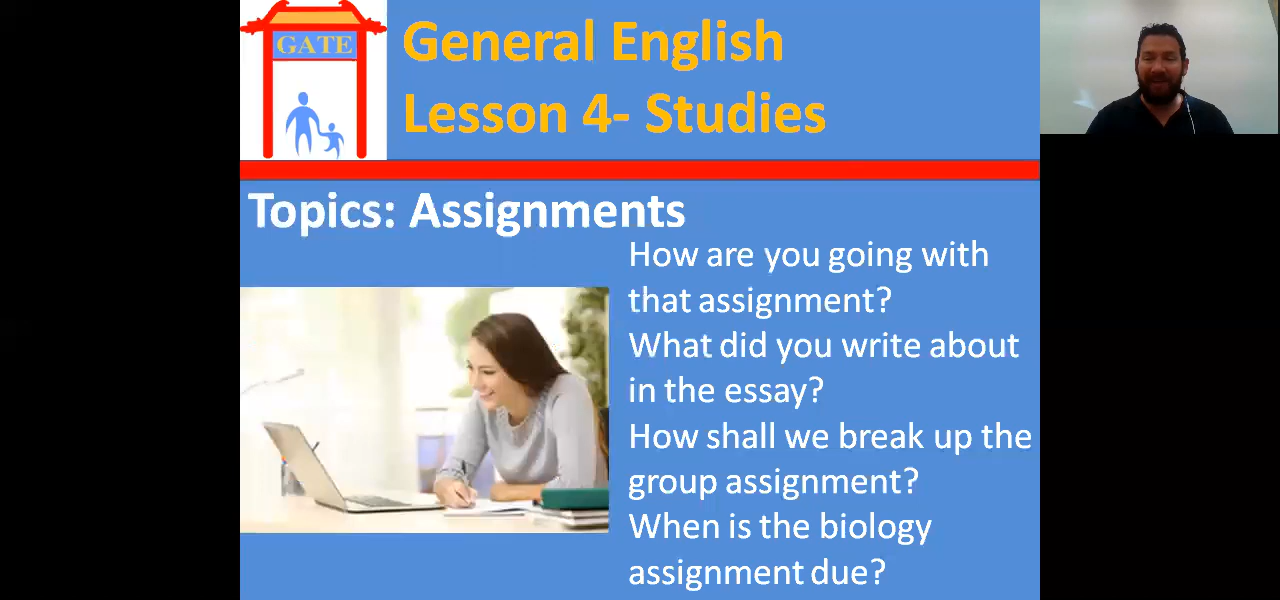 GATE
General English
Lesson 4- Studies
Topics: Assignments
How are you going with
that assignment?
What did you write about
in the essay?
How shall we break up the
group assignment?
When is the biology
assignment due?